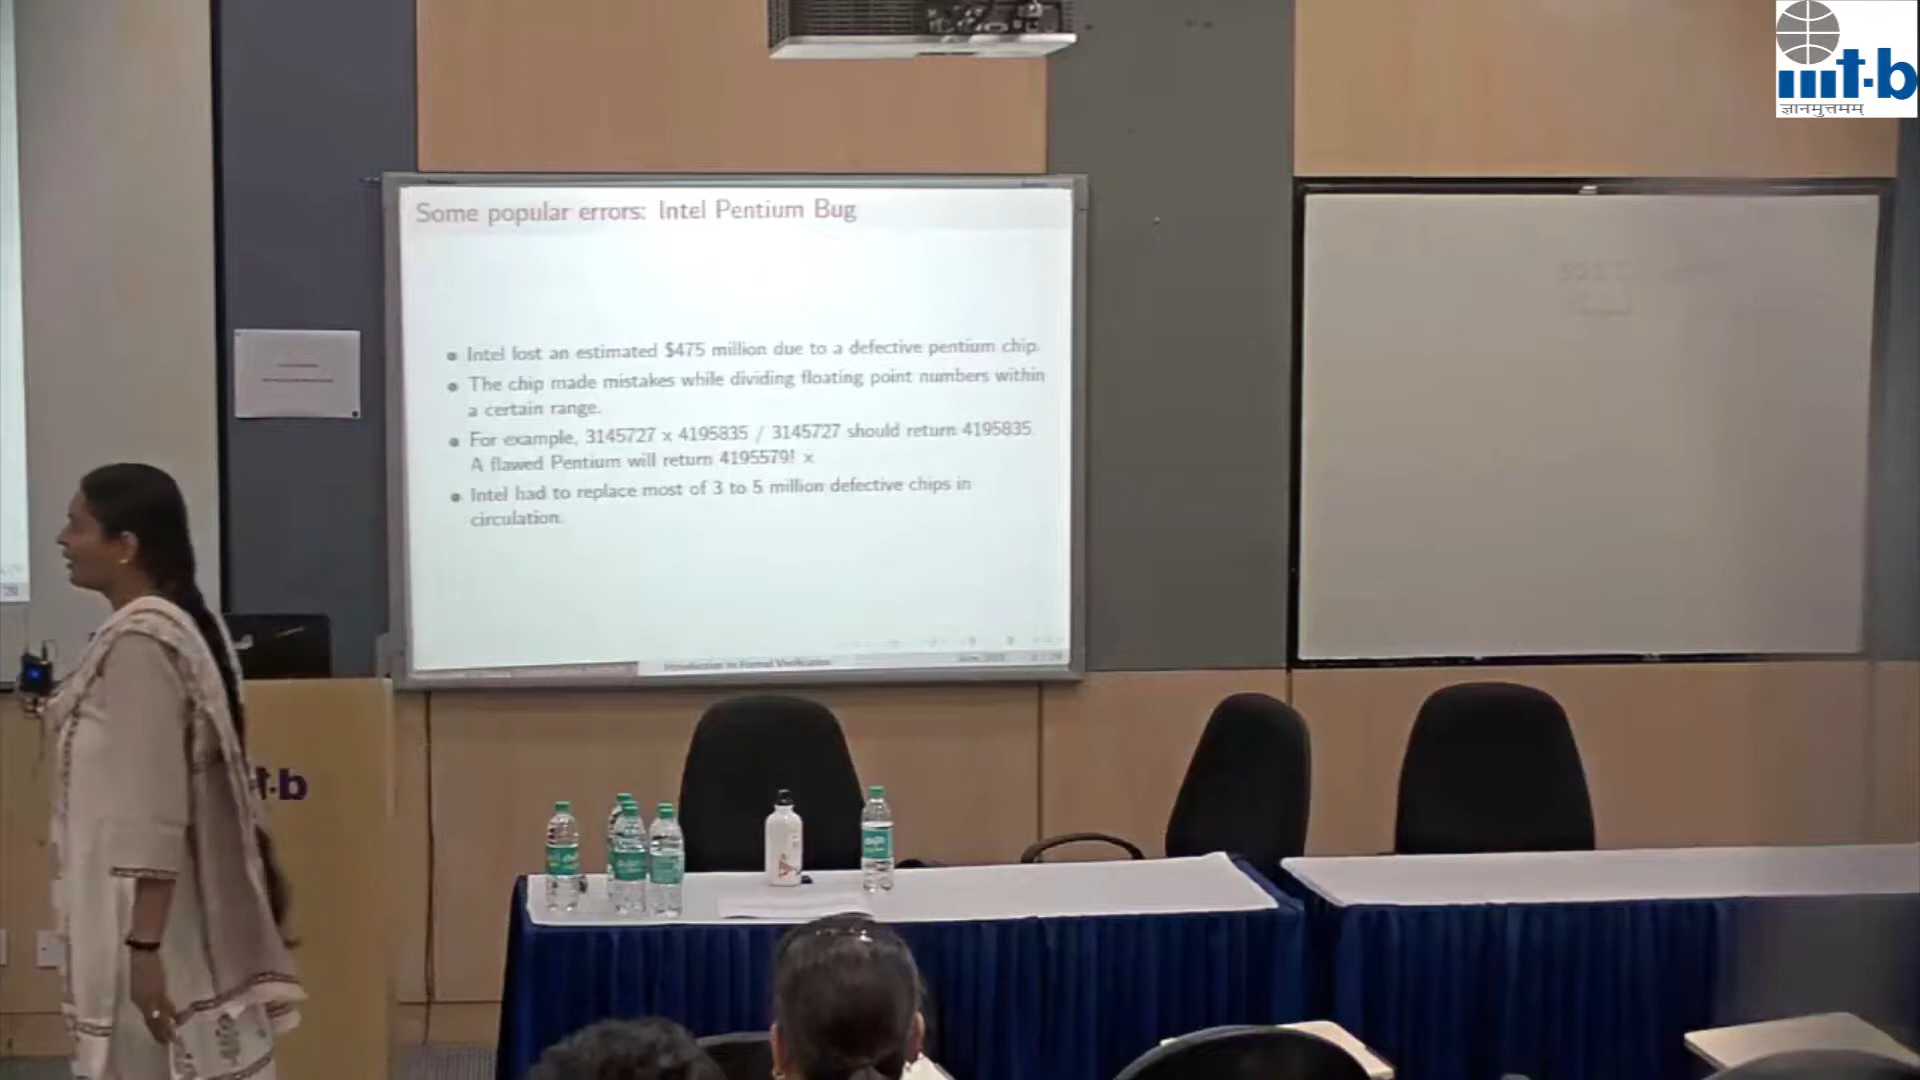 iiit-b
ज्ञानमुत्तमम्
Some popular errors: Intel Pentium Bug
Intel lost an estimated $475 million due to a defective pentium chip.
The chip made mistakes while dividing floating point numbers within
a certain range.
For example, 3145727 x 4195835 / 3145727 should return 4195835.
A flawed Pentium will return 4195579! x
Intel had to replace most of 3 to 5 million defective chips in
circulation.
Introduction to Formal Verification
t-b